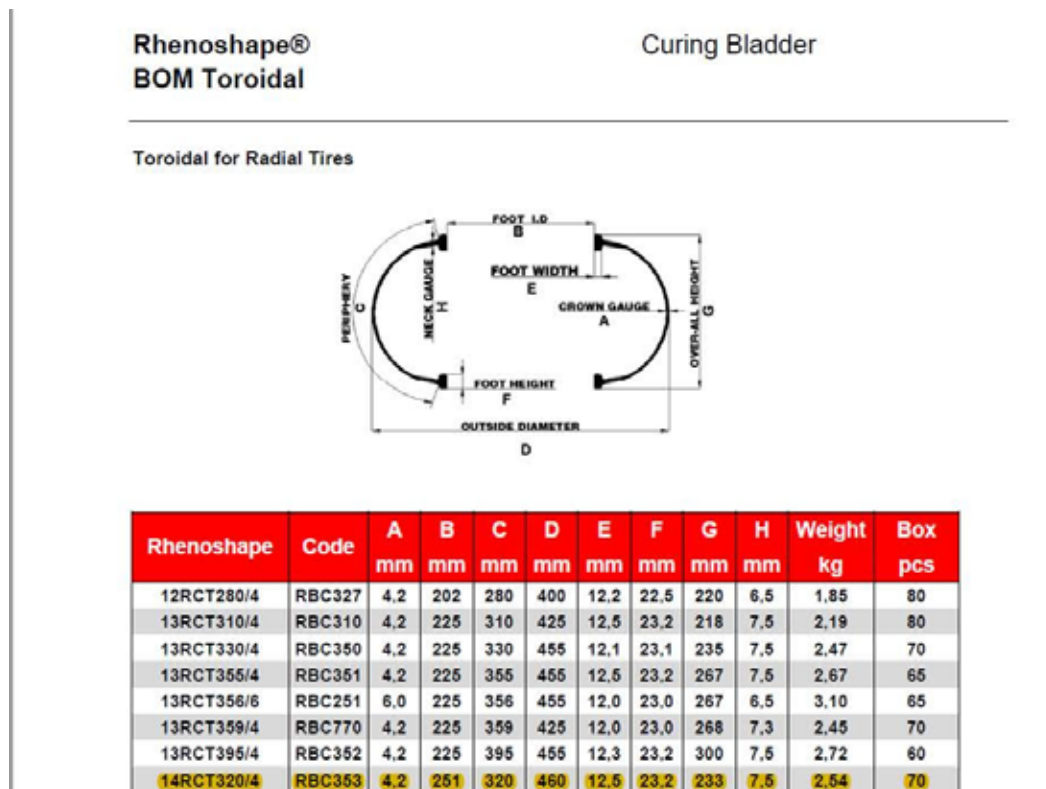 Rhenoshape® Curing Bladder
BOM Toroidal
Toroidal for Radial Tires
FOOT I.D
B
FOOT WIDTH
E
CROWN GAUGE
A
PERIPHERY
C
NECK GAUGE
H
OVER-ALL HEIGHT
G
FOOT HEIGHT
F
OUTSIDE DIAMETER
D
Rhenoshape Code A mm B mm C mm D mm E mm F mm G mm H mm Weight kg Box pcs
12RCT280/4 RBC327 4,2 202 280 400 12,2 22,5 220 6,5 1,85 80
13RCT310/4 RBC310 4,2 225 310 425 12,5 23,2 218 7,5 2,19 80
13RCT330/4 RBC350 4,2 225 330 455 12,1 23,1 235 7,5 2,47 70
13RCT355/4 RBC351 4,2 225 355 455 12,5 23,2 267 7,5 2,67 65
13RCT356/6 RBC251 6,0 225 356 455 12,0 23,0 267 6,5 3,10 65
13RCT359/4 RBC770 4,2 225 359 425 12,0 23,0 268 7,3 2,45 70
13RCT395/4 RBC352 4,2 225 395 455 12,3 23,2 300 7,5 2,72 60
14RCT320/4 RBC353 4,2 251 320 460 12,5 23,2 233 7,5 2,54 70